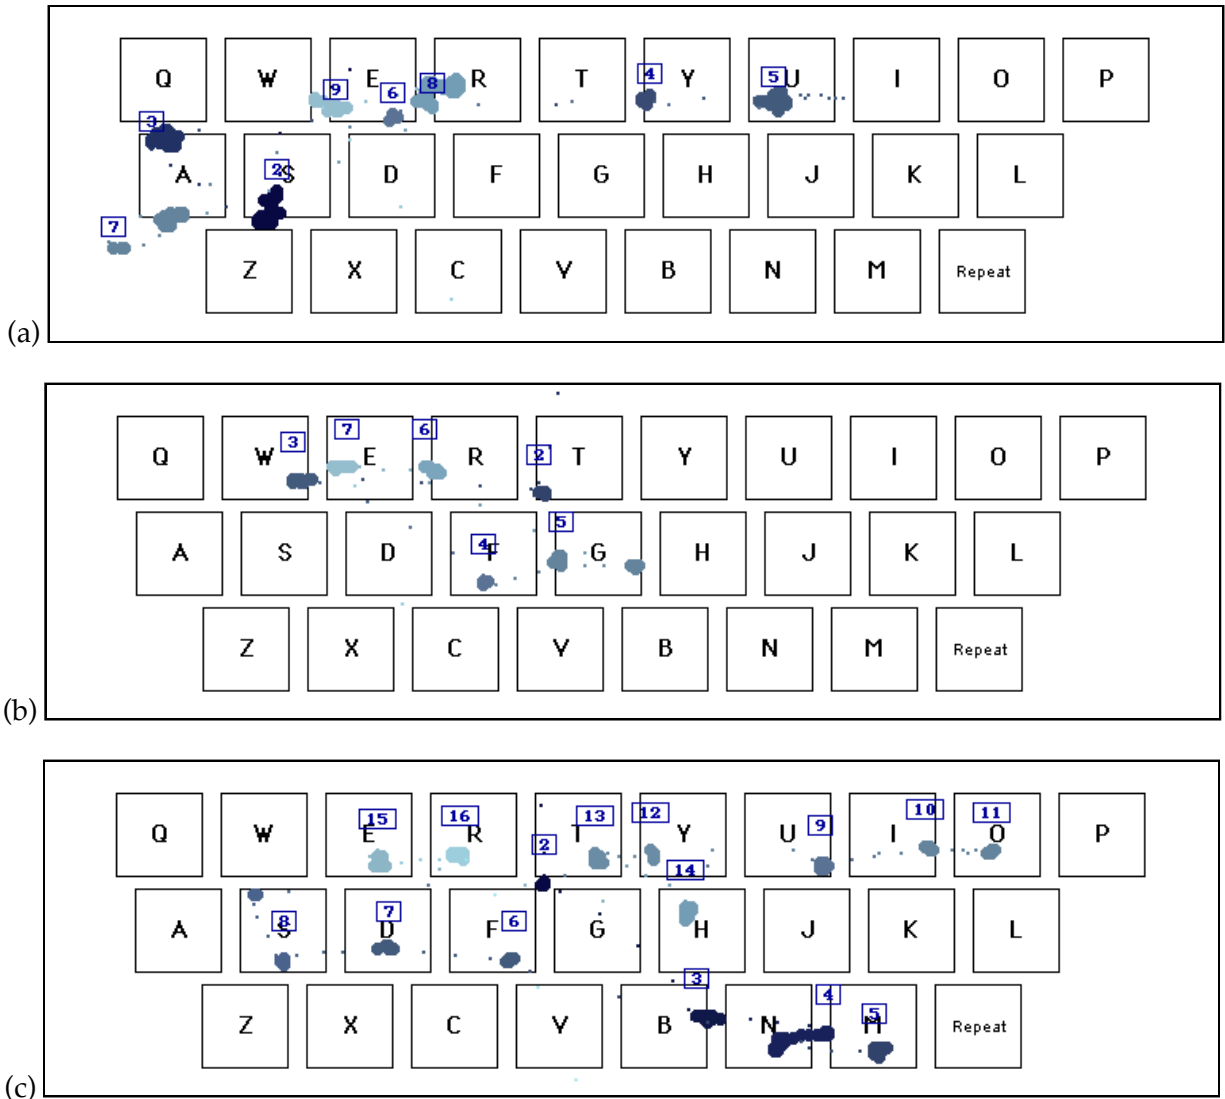 4 5
9 6 8
Q W E R T Y U I O P
3
2
A S D F G H J K L
7
Z X C V B N M Repeat
(a)
7 6
3 2
Q W E R T Y U I O P
5
4
A S D F G H J K L
Z X C V B N M Repeat
(b)
15 16 13 12 10 11
2 9
Q W E R T Y U I O P
14
8 7 6
A S D F G H J K L
3 4
5
Z X C V B N M Repeat
(c)